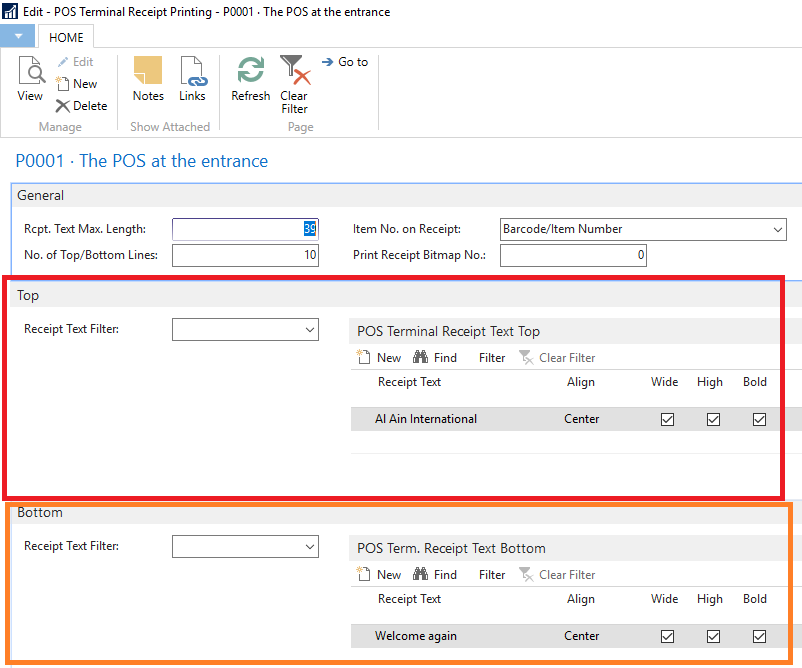 Edit - POS Terminal Receipt Printing - P0001 · The POS at the entrance
HOME
View
Edit
New
Delete
Manage
Notes
Links
Show Attached
Refresh
Clear Filter
Go to
Page
P0001 · The POS at the entrance
General
Rcpt. Text Max. Length: 39 Item No. on Receipt: Barcode/Item Number
No. of Top/Bottom Lines: 10 Print Receipt Bitmap No.: 0
Top
Receipt Text Filter:
POS Terminal Receipt Text Top
New Find Filter Clear Filter
Receipt Text Align Wide High Bold
Al Ain International Center
Bottom
Receipt Text Filter:
POS Term. Receipt Text Bottom
New Find Filter Clear Filter
Receipt Text Align Wide High Bold
Welcome again Center